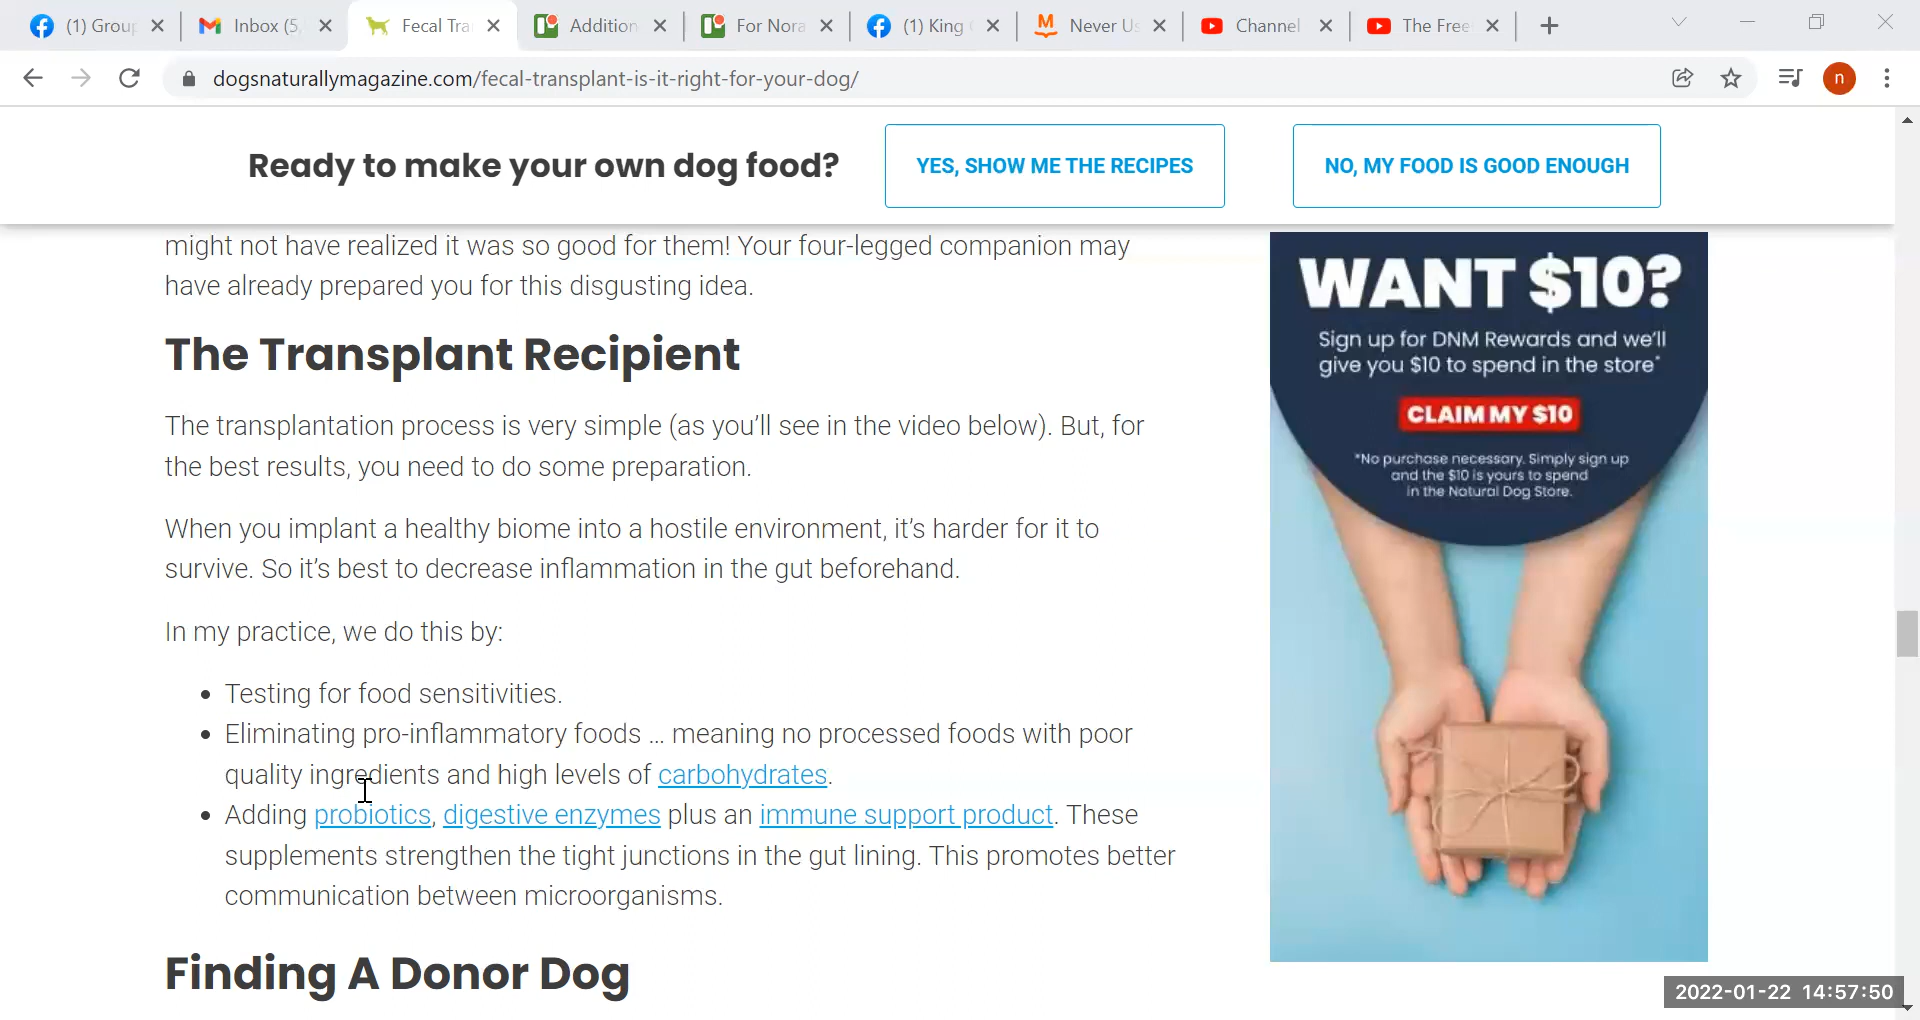 (1) Group
Inbox (5,
Fecal Tra
Addition
For Nora
(1) King
Never Us
Channel
The Free
dogsnaturallymagazine.com/fecal-transplant-is-it-right-for-your-dog/
n
Ready to make your own dog food?
YES, SHOW ME THE RECIPES
NO, MY FOOD IS GOOD ENOUGH
might not have realized it was so good for them! Your four-legged companion may
have already prepared you for this disgusting idea.
The Transplant Recipient
The transplantation process is very simple (as you’ll see in the video below). But, for
the best results, you need to do some preparation.
When you implant a healthy biome into a hostile environment, it’s harder for it to
survive. So it’s best to decrease inflammation in the gut beforehand.
In my practice, we do this by:
• Testing for food sensitivities.
• Eliminating pro-inflammatory foods … meaning no processed foods with poor
quality ingredients and high levels of carbohydrates.
• Adding probiotics, digestive enzymes plus an immune support product. These
supplements strengthen the tight junctions in the gut lining. This promotes better
communication between microorganisms.
Finding A Donor Dog
WANT $10?
Sign up for DNM Rewards and we’ll
give you $10 to spend in the store*
CLAIM MY $10
*No purchase necessary. Simply sign up
and the $10 is yours to spend
in the Natural Dog Store.
2022-01-22 14:57:50